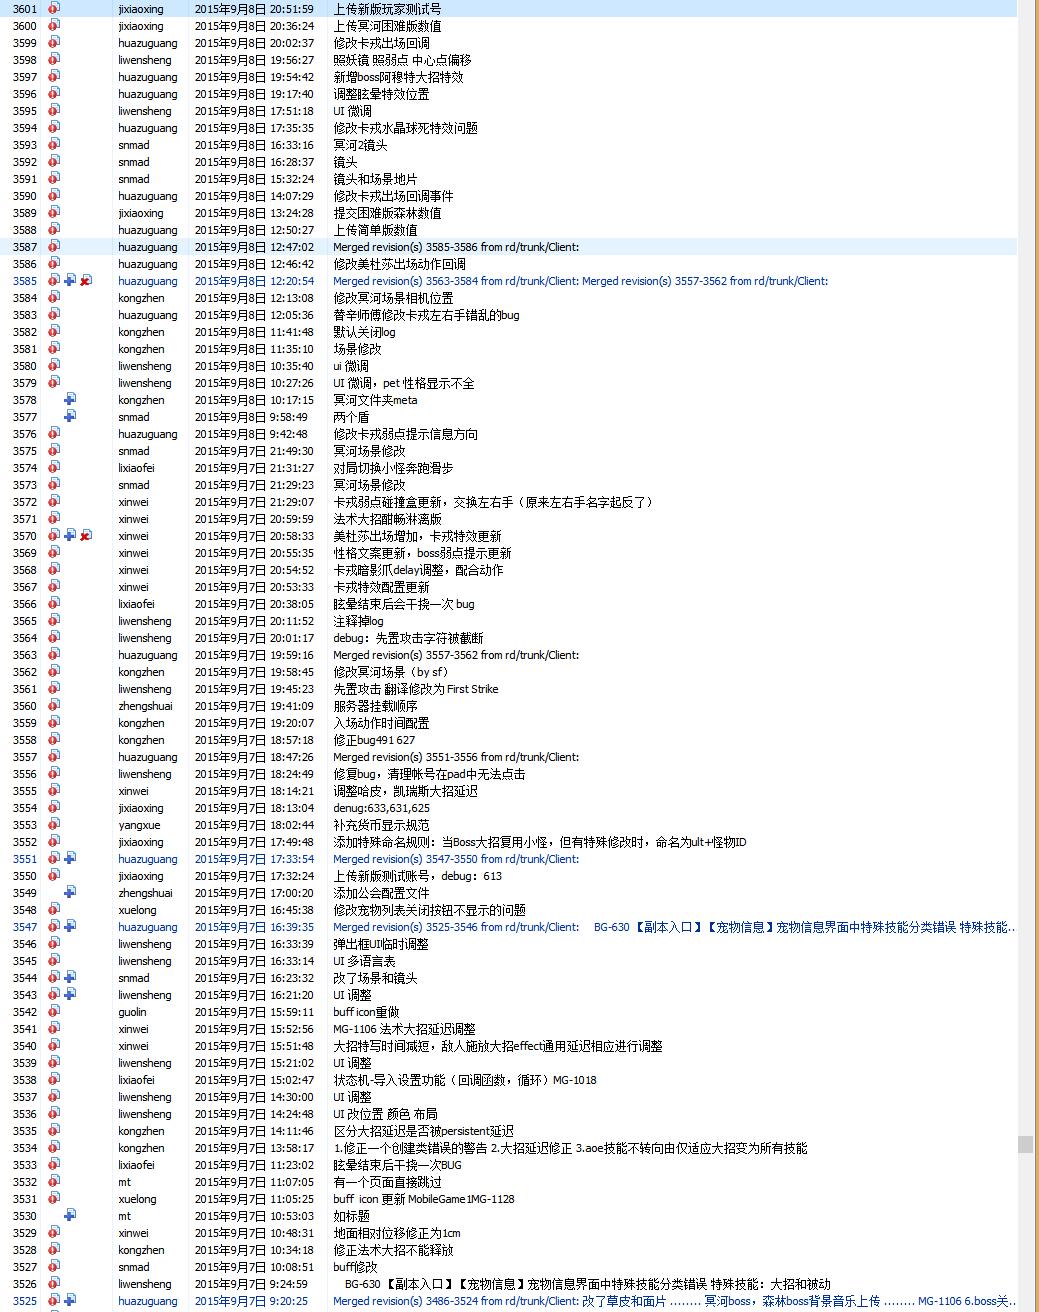 3601 jixiaoxing 2015年9月8日 20:51:59 上传新版玩家测试号
3600 jixiaoxing 2015年9月8日 20:36:24 上传冥河困难版数值
3599 huazuguang 2015年9月8日 20:02:37 修改卡戎出场回调
3598 liwensheng 2015年9月8日 19:56:27 照妖镜 照弱点 中心点偏移
3597 huazuguang 2015年9月8日 19:54:42 新增boss阿穆特大招特效
3596 huazuguang 2015年9月8日 19:17:40 调整眩晕特效位置
3595 liwensheng 2015年9月8日 17:51:18 UI 微调
3594 huazuguang 2015年9月8日 17:35:35 修改卡戎水晶球死特效问题
3593 snmad 2015年9月8日 16:33:16 冥河2镜头
3592 snmad 2015年9月8日 16:28:37 镜头
3591 snmad 2015年9月8日 15:32:24 镜头和场景地片
3590 huazuguang 2015年9月8日 14:07:29 修改卡戎出场回调事件
3589 jixiaoxing 2015年9月8日 13:24:28 提交困难版森林数值
3588 huazuguang 2015年9月8日 12:50:27 上传简单版数值
3587 huazuguang 2015年9月8日 12:47:02 Merged revision(s) 3585-3586 from rd/trunk/Client:
3586 huazuguang 2015年9月8日 12:46:42 修改美杜莎出场动作回调
3585 huazuguang 2015年9月8日 12:20:54 Merged revision(s) 3563-3584 from rd/trunk/Client: Merged revision(s) 3557-3562 from rd/trunk/Client:
3584 kongzhen 2015年9月8日 12:13:08 修改冥河场景相机位置
3583 huazuguang 2015年9月8日 12:05:36 替辛师傅修改卡戎左右手错乱的bug
3582 kongzhen 2015年9月8日 11:41:48 默认关闭log
3581 kongzhen 2015年9月8日 11:35:10 场景修改
3580 liwensheng 2015年9月8日 10:35:40 ui 微调
3579 liwensheng 2015年9月8日 10:27:26 UI 微调，pet 性格显示不全
3578 kongzhen 2015年9月8日 10:17:15 冥河文件夹meta
3577 snmad 2015年9月8日 9:58:49 两个盾
3576 huazuguang 2015年9月8日 9:42:48 修改卡戎弱点提示信息方向
3575 snmad 2015年9月7日 21:49:30 冥河场景修改
3574 lixiaofei 2015年9月7日 21:31:27 对局切换小怪奔跑滑步
3573 snmad 2015年9月7日 21:29:23 冥河场景修改
3572 xinwei 2015年9月7日 21:29:07 卡戎弱点碰撞盒更新，交换左右手（原来左右手名字起反了）
3571 xinwei 2015年9月7日 20:59:59 法术大招酣畅淋漓版
3570 xinwei 2015年9月7日 20:58:33 美杜莎出场增加，卡戎特效更新
3569 xinwei 2015年9月7日 20:55:35 性格文案更新，boss弱点提示更新
3568 xinwei 2015年9月7日 20:54:52 卡戎暗影爪delay调整，配合动作
3567 xinwei 2015年9月7日 20:53:33 卡戎特效配置更新
3566 lixiaofei 2015年9月7日 20:38:05 眩晕结束后会干挠一次 bug
3565 liwensheng 2015年9月7日 20:11:52 注释掉log
3564 liwensheng 2015年9月7日 20:01:17 debug：先置攻击字符被截断
3563 huazuguang 2015年9月7日 19:59:16 Merged revision(s) 3557-3562 from rd/trunk/Client:
3562 kongzhen 2015年9月7日 19:58:45 修改冥河场景（by sf）
3561 liwensheng 2015年9月7日 19:45:23 先置攻击 翻译修改为 First Strike
3560 zhengshuai 2015年9月7日 19:41:09 服务器挂载顺序
3559 kongzhen 2015年9月7日 19:20:07 入场动作时间配置
3558 kongzhen 2015年9月7日 18:57:18 修正bug491 627
3557 huazuguang 2015年9月7日 18:47:26 Merged revision(s) 3551-3556 from rd/trunk/Client:
3556 liwensheng 2015年9月7日 18:24:49 修复bug，清理帐号在pad中无法点击
3555 xinwei 2015年9月7日 18:14:21 调整哈皮，凯瑞斯大招延迟
3554 jixiaoxing 2015年9月7日 18:13:04 denug:633,631,625
3553 yangxue 2015年9月7日 18:02:44 补充货币显示规范
3552 jixiaoxing 2015年9月7日 17:49:48 添加特殊命名规则：当Boss大招复用小怪，但有特殊修改时，命名为ult+怪物ID
3551 huazuguang 2015年9月7日 17:33:54 Merged revision(s) 3547-3550 from rd/trunk/Client:
3550 jixiaoxing 2015年9月7日 17:32:24 上传新版测试账号，debug：613
3549 zhengshuai 2015年9月7日 17:00:20 添加公会配置文件
3548 xuelong 2015年9月7日 16:45:38 修改宠物列表关闭按钮不显示的问题
3547 huazuguang 2015年9月7日 16:39:35 Merged revision(s) 3525-3546 from rd/trunk/Client: BG-630 【副本入口】【宠物信息】宠物信息界面中特殊技能分类错误 特殊技能...
3546 liwensheng 2015年9月7日 16:33:39 弹出框UI临时调整
3545 liwensheng 2015年9月7日 16:33:14 UI 多语言表
3544 snmad 2015年9月7日 16:23:32 改了场景和镜头
3543 liwensheng 2015年9月7日 16:21:20 UI 调整
3542 guolin 2015年9月7日 15:59:11 buff icon重做
3541 xinwei 2015年9月7日 15:52:56 MG-1106 法术大招延迟调整
3540 xinwei 2015年9月7日 15:51:48 大招特写时间减短，敌人施放大招effect通用延迟相应进行调整
3539 liwensheng 2015年9月7日 15:21:02 UI 调整
3538 lixiaofei 2015年9月7日 15:02:47 状态机-导入设置功能（回调函数，循环）MG-1018
3537 liwensheng 2015年9月7日 14:30:00 UI 调整
3536 liwensheng 2015年9月7日 14:24:48 UI 改位置 颜色 布局
3535 kongzhen 2015年9月7日 14:11:46 区分大招延迟是否被persistent延迟
3534 kongzhen 2015年9月7日 13:58:17 1.修正一个创建类错误的警告 2.大招延迟修正 3.aoe技能不转向由仅适应大招变为所有技能
3533 lixiaofei 2015年9月7日 11:23:02 眩晕结束后干挠一次BUG
3532 mt 2015年9月7日 11:07:05 有一个页面直接跳过
3531 xuelong 2015年9月7日 11:05:25 buff icon 更新 MobileGame1MG-1128
3530 mt 2015年9月7日 10:53:03 如标题
3529 xinwei 2015年9月7日 10:48:31 地面相对位移修正为1cm
3528 kongzhen 2015年9月7日 10:34:18 修正法术大招不能释放
3527 snmad 2015年9月7日 10:08:51 buff修改
3526 liwensheng 2015年9月7日 9:24:59 BG-630 【副本入口】【宠物信息】宠物信息界面中特殊技能分类错误 特殊技能：大招和被动
3525 huazuguang 2015年9月7日 9:20:25 Merged revision(s) 3486-3524 from rd/trunk/Client: 改了草皮和面片 ........ 冥河boss，森林boss背景音乐上传 ........ MG-1106 6.boss关...